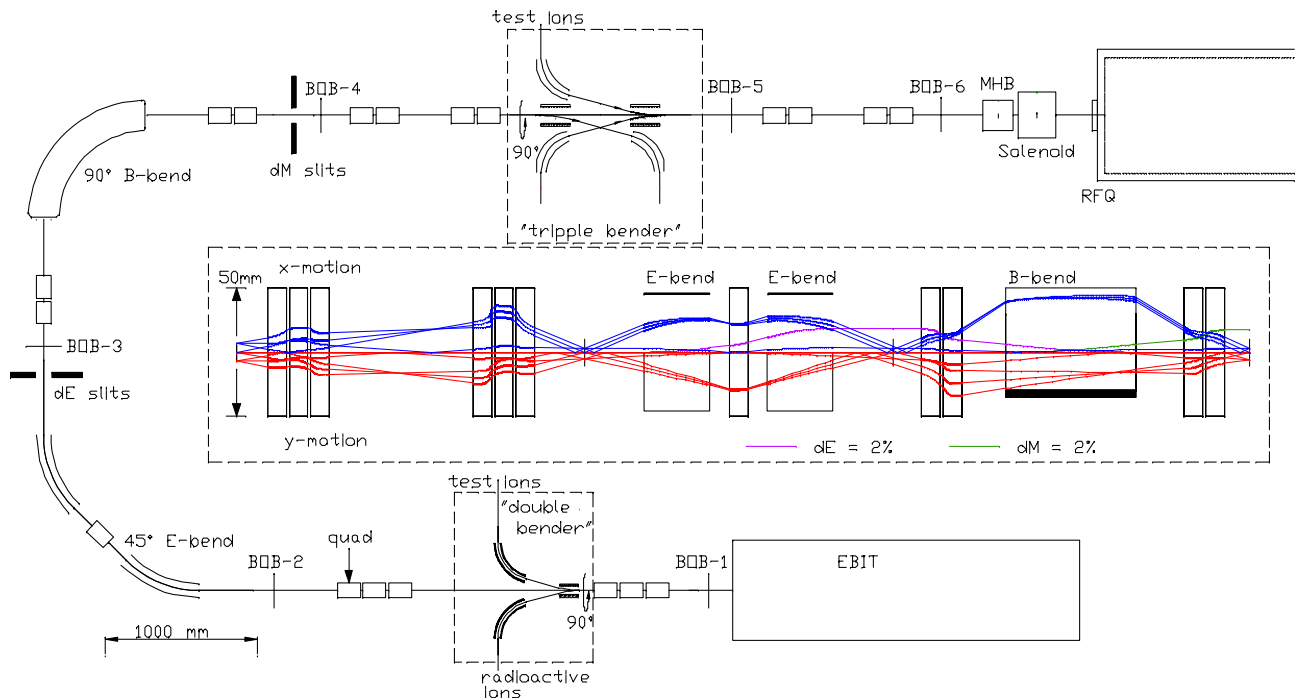 test ions
BOB-4
BOB-5
BOB-6
MHB
90°
Solenoid
90° B-bend
dM slits
RFQ
"tripple bender"
50mm
x-motion
E-bend
E-bend
B-bend
BOB-3
dE slits
y-motion
dE = 2%
dM = 2%
test ions
"double
bender"
45° E-bend
quad
BOB-2
BOB-1
EBIT
90°
1000 mm
radioactive
ions